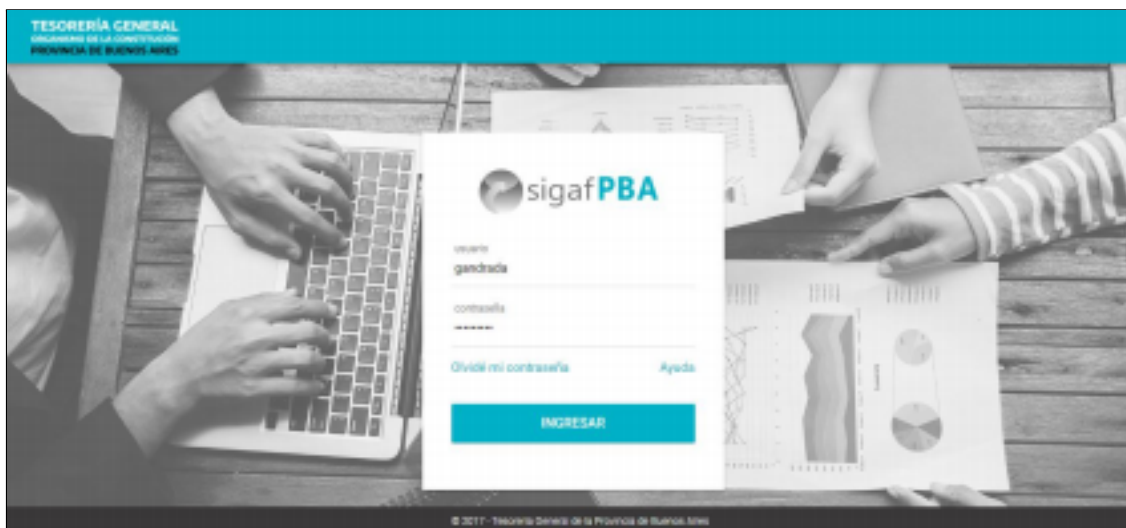 TESORERÍA GENERAL
ORGANISMO DE LA CONSTITUCIÓN
PROVINCIA DE BUENOS AIRES
sigafPBA
usuario
gandrada
contraseña
Olvidé mi contraseña Ayuda
INGRESAR
© 2017 - Tesorería General de la Provincia de Buenos Aires